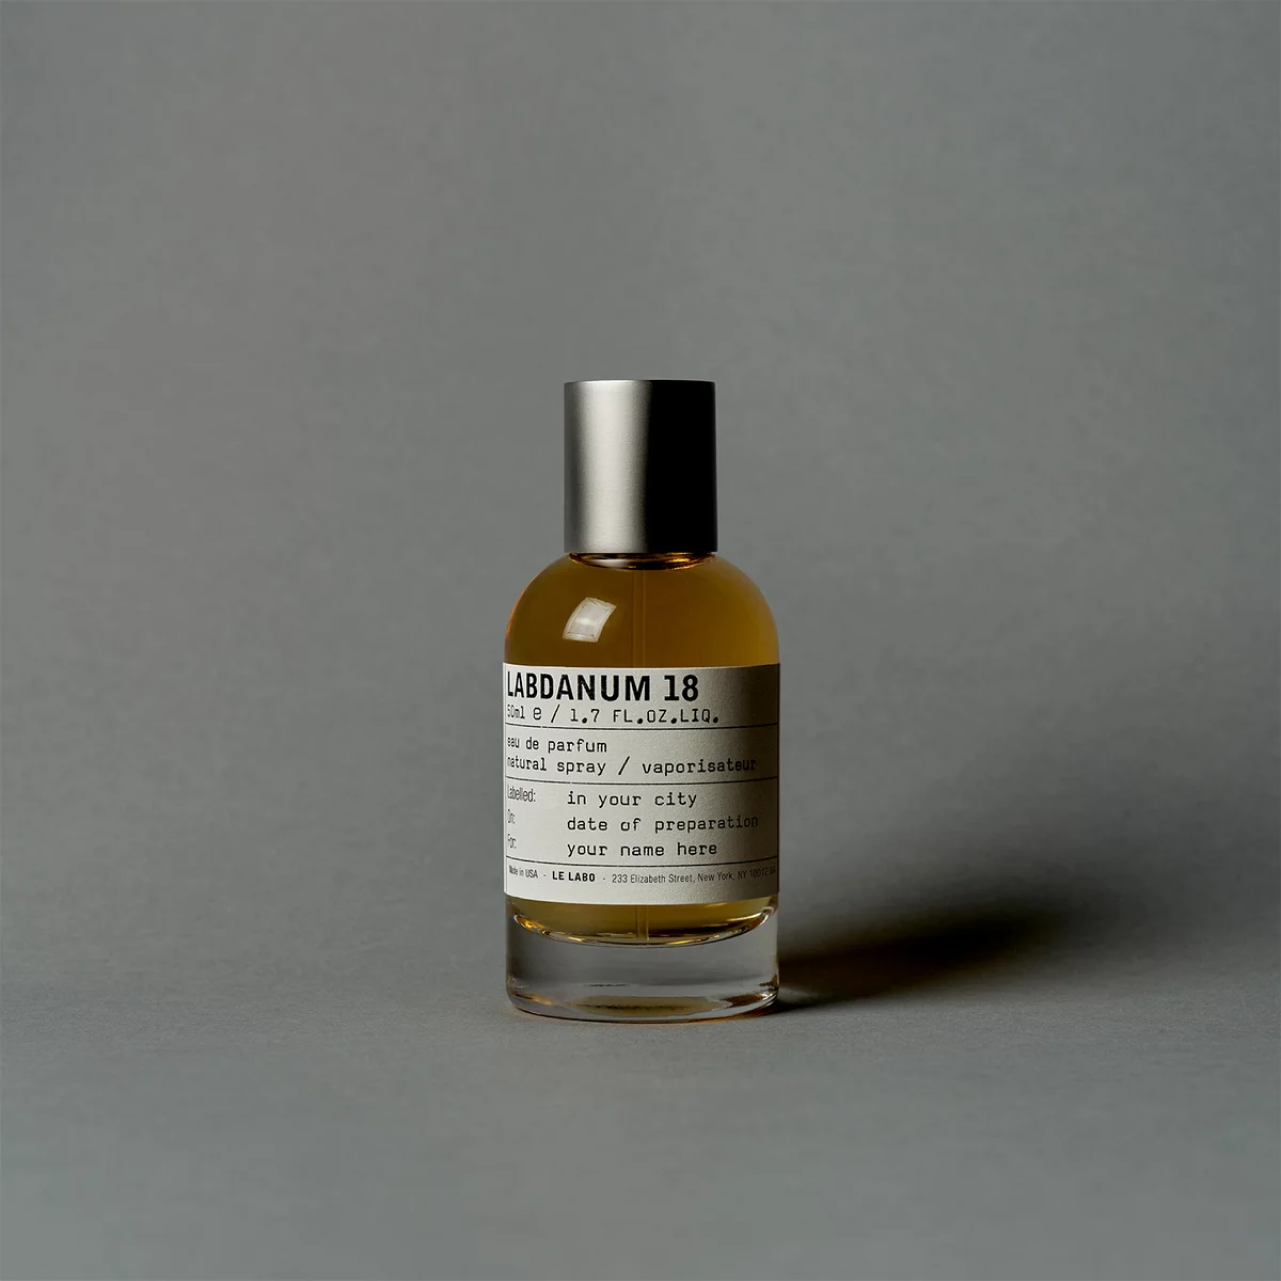 LABDANUM 18
50ml e / 1.7 FL.OZ.LIQ.
eau de parfum
natural spray / vaporisateur
Labelled: in your city
On: date of preparation
For: your name here
Made in USA · LE LABO · 233 Elizabeth Street, New York, NY 10012